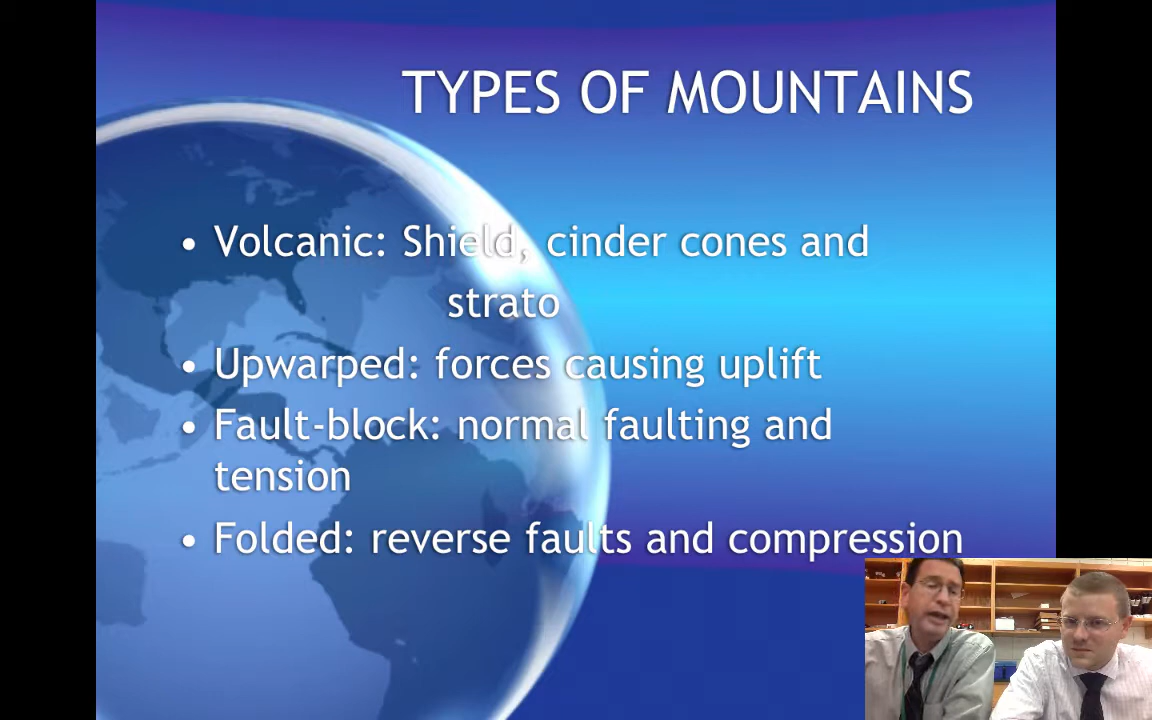 TYPES OF MOUNTAINS
• Volcanic: Shield, cinder cones and
strato
• Upwarped: forces causing uplift
• Fault-block: normal faulting and
tension
• Folded: reverse faults and compression